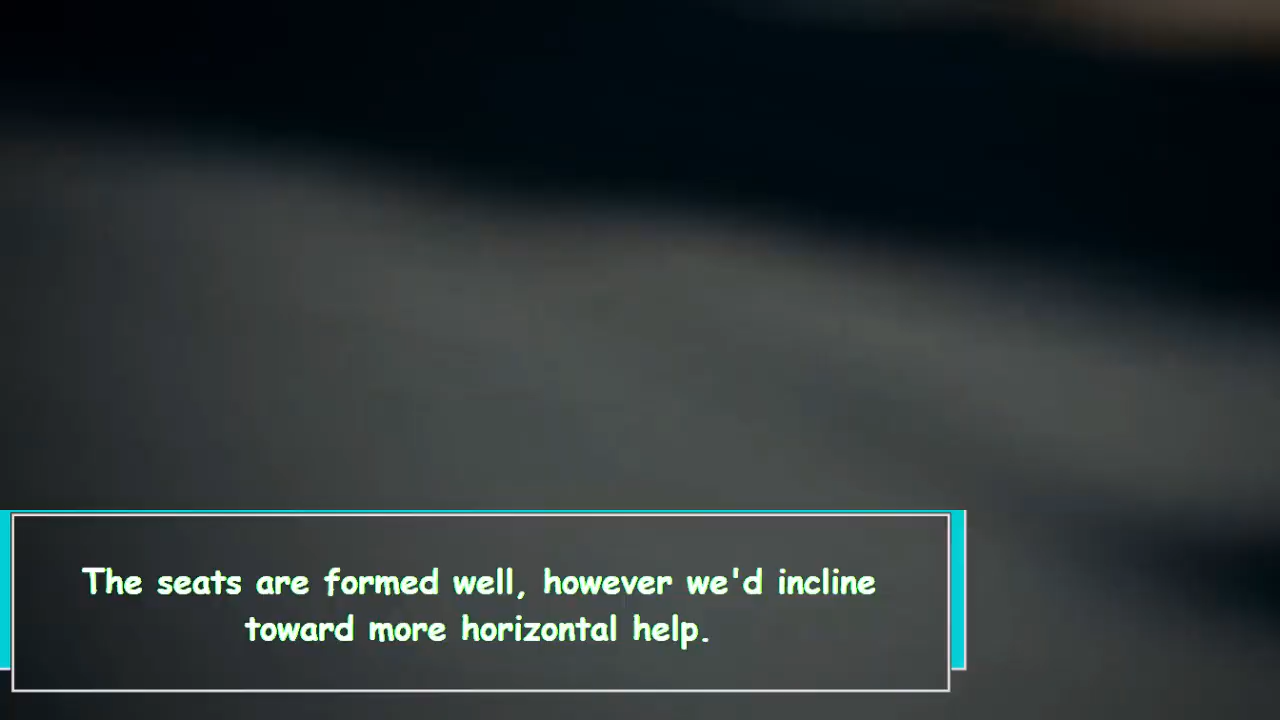 The seats are formed well, however we'd incline
toward more horizontal help.